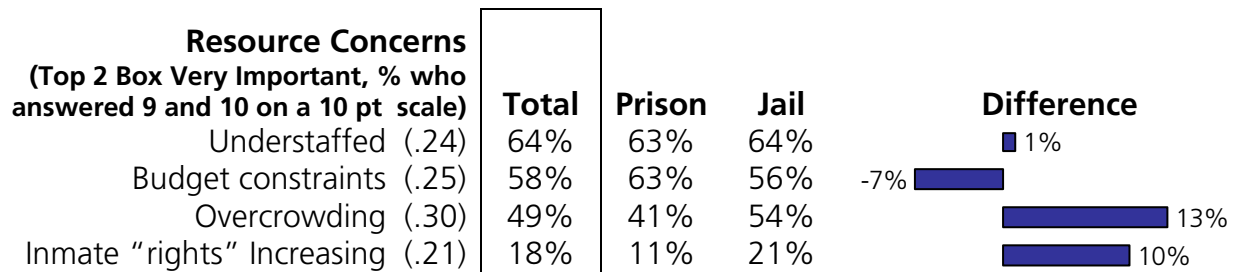 Resource Concerns
(Top 2 Box Very Important, % who
answered 9 and 10 on a 10 pt scale) Total Prison Jail Difference
Understaffed (.24) 64% 63% 64% 1%
Budget constraints (.25) 58% 63% 56% -7%
Overcrowding (.30) 49% 41% 54% 13%
Inmate “rights” Increasing (.21) 18% 11% 21% 10%